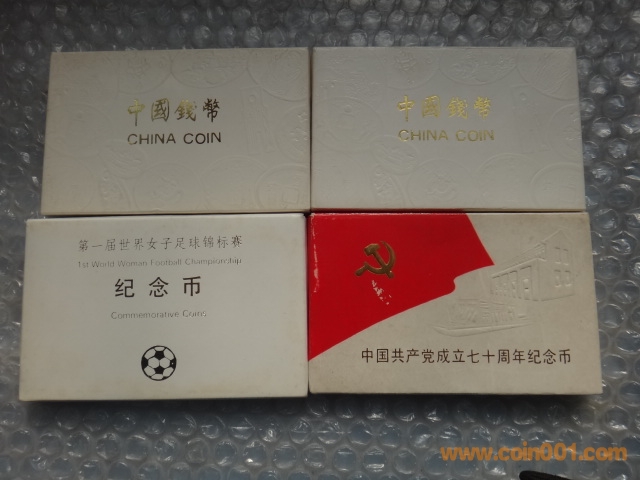 中國錢幣
CHINA COIN
中國錢幣
CHINA COIN
第一届世界女子足球锦标赛
1st World Woman Football Championship
纪念币
Commemorative Coins
中国共产党成立七十周年纪念币
www.coin001.com